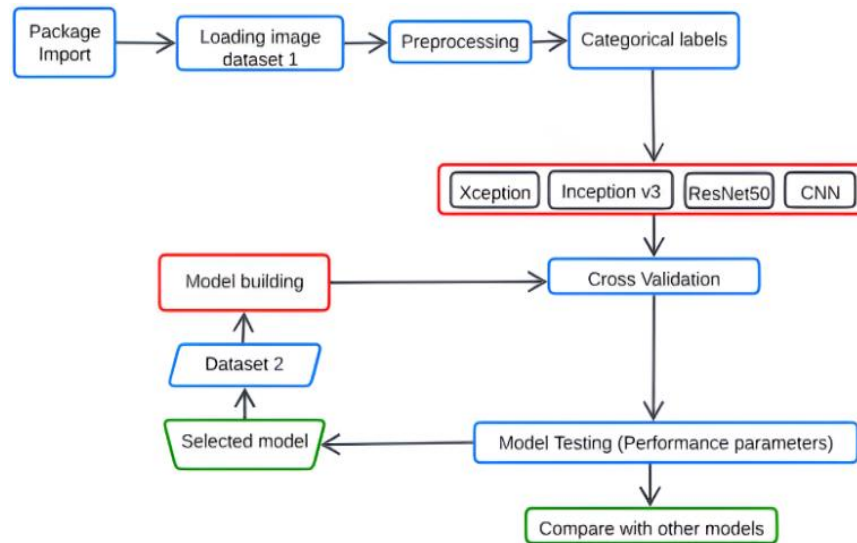 Package
Import
Loading image
dataset 1
Preprocessing
Categorical labels
Xception
Inception v3
ResNet50
CNN
Model building
Cross Validation
Dataset 2
Selected model
Model Testing (Performance parameters)
Compare with other models